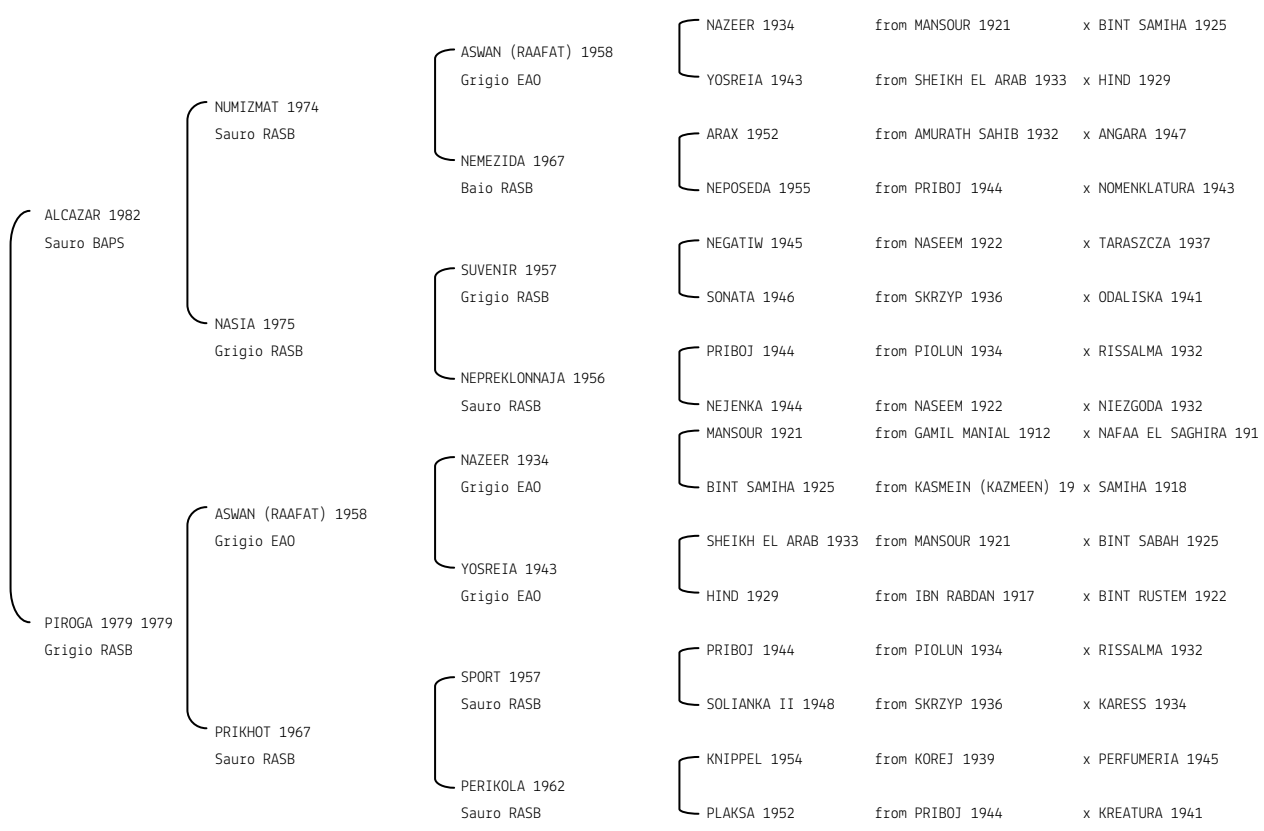 NAZEER 1934 from MANSOUR 1921 x BINT SAMIHA 1925
ASWAN (RAAFAT) 1958
Grigio EAO
YOSREIA 1943 from SHEIKH EL ARAB 1933 x HIND 1929
NUMIZMAT 1974
Sauro RASB
ARAX 1952 from AMURATH SAHIB 1932 x ANGARA 1947
NEMEZIDA 1967
Baio RASB
NEPOSEDA 1955 from PRIBOJ 1944 x NOMENKLATURA 1943
ALCAZAR 1982
Sauro BAPS
NEGATIW 1945 from NASEEM 1922 x TARASZCZA 1937
SUVENIR 1957
Grigio RASB
SONATA 1946 from SKRZYP 1936 x ODALISKA 1941
NASIA 1975
Grigio RASB
PRIBOJ 1944 from PIOLUN 1934 x RISSALMA 1932
NEPREKLONNAJA 1956
Sauro RASB
NEJENKA 1944 from NASEEM 1922 x NIEZGODA 1932
MANSOUR 1921 from GAMIL MANIAL 1912 x NAFAA EL SAGHIRA 191
NAZEER 1934
Grigio EAO
BINT SAMIHA 1925 from KASMEIN (KAZMEEN) 19 x SAMIHA 1918
ASWAN (RAAFAT) 1958
Grigio EAO
SHEIKH EL ARAB 1933 from MANSOUR 1921 x BINT SABAH 1925
YOSREIA 1943
Grigio EAO
HIND 1929 from IBN RABDAN 1917 x BINT RUSTEM 1922
PIROGA 1979 1979
Grigio RASB
PRIBOJ 1944 from PIOLUN 1934 x RISSALMA 1932
SPORT 1957
Sauro RASB
SOLIANKA II 1948 from SKRZYP 1936 x KARESS 1934
PRIKHOT 1967
Sauro RASB
KNIPPEL 1954 from KOREJ 1939 x PERFUMERIA 1945
PERIKOLA 1962
Sauro RASB
PLAKSA 1952 from PRIBOJ 1944 x KREATURA 1941